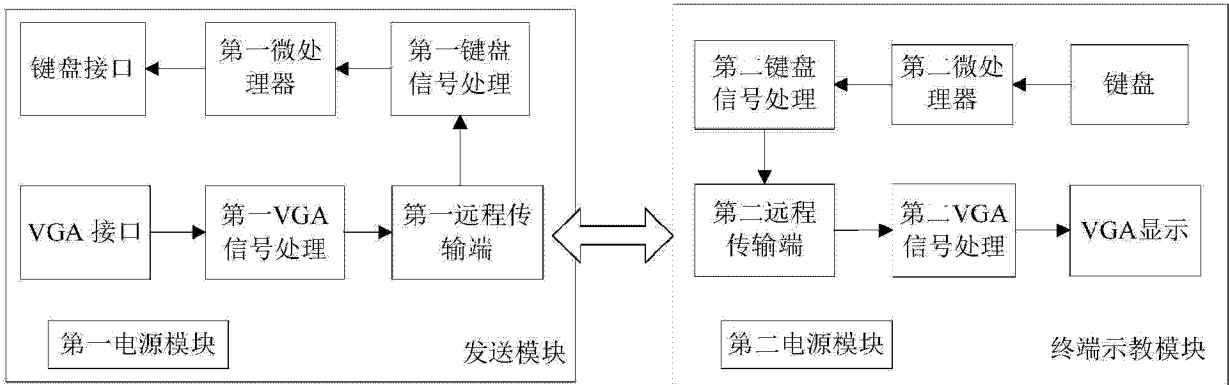 键盘接口
第一微处
理器
第一键盘
信号处理
VGA 接口
第一VGA
信号处理
第一远程传
输端
第一电源模块
发送模块
第二键盘
信号处理
第二微处
理器
键盘
第二远程
传输端
第二VGA
信号处理
VGA显示
第二电源模块
终端示教模块